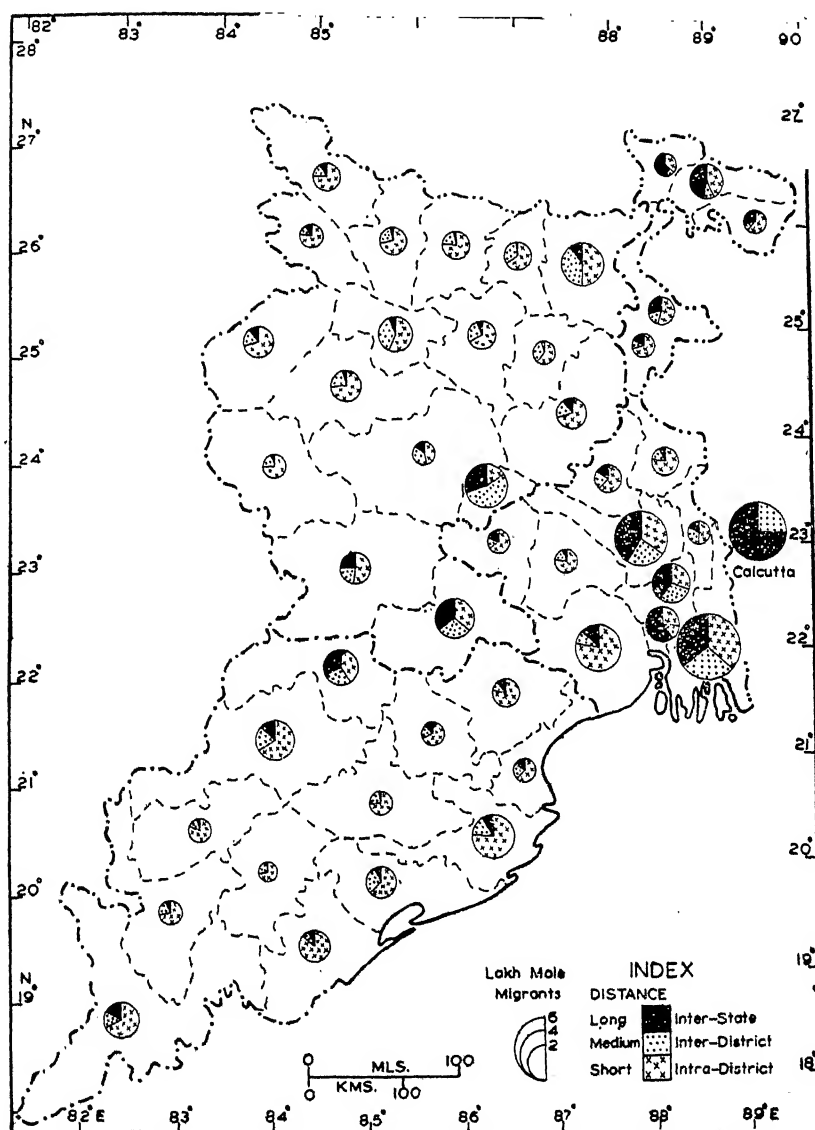 82° 83° 85° 88° 89° 90
28°
N
27° 27°
26° 26°
25° 25°
24° 24°
23° 23°
Calcutta
22° 22°
21° 21°
20° 20°
N
19° 19°
18°
Lakh Male
Migrants
6
4
2
INDEX
DISTANCE
Long Inter-State
Medium Inter-District
Short Intra-District
0 MLS. 100
0 KMS. 100
82°E 83° 84° 85° 86° 87° 88° 89°E